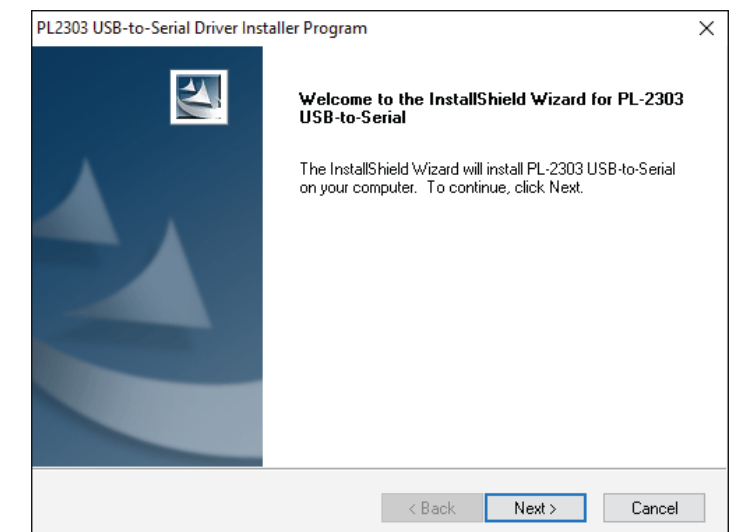 PL2303 USB-to-Serial Driver Installer Program
Welcome to the InstallShield Wizard for PL-2303
USB-to-Serial
The InstallShield Wizard will install PL-2303 USB-to-Serial
on your computer. To continue, click Next.
< Back Next > Cancel